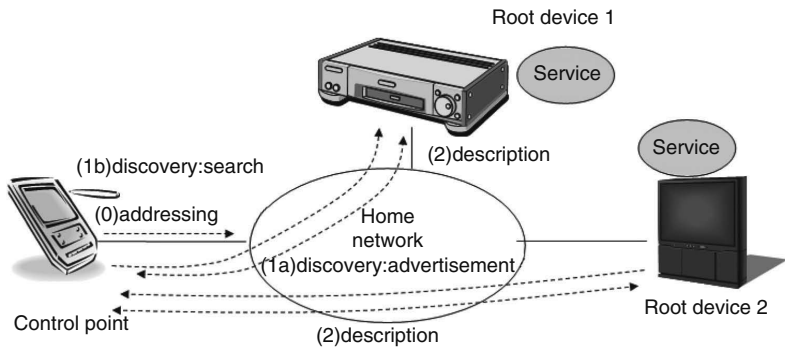 Root device 1
Service
(2)description
Service
(1b)discovery:search
(0)addressing
Home
network
(1a)discovery:advertisement
Root device 2
Control point
(2)description